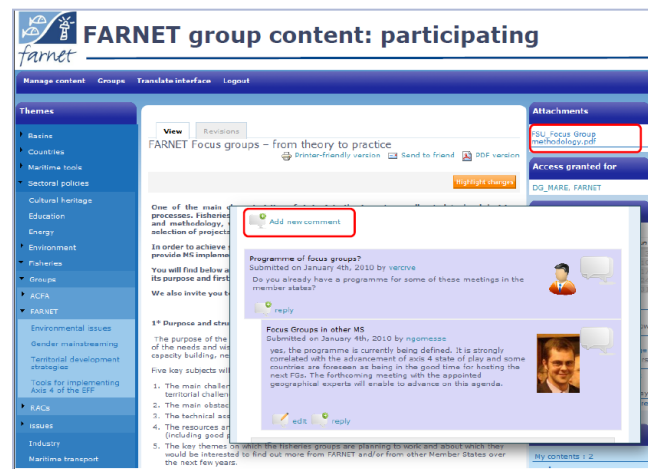 FARNET group content: participating
farnet
Manage content Groups Translate interface Logout
Themes
Basins
Countries
Maritime tools
Sectoral policies
Cultural heritage
Education
Energy
Environment
Fisheries
Groups
ACFA
FARNET
Environmental issues
Gender mainstreaming
Territorial development
strategies
Tools for implementing
Axis 4 of the EFF
RACs
Issues
Industry
Maritime transport
View Revisions
FARNET Focus groups – from theory to practice
Printer-friendly version Send to friend PDF version
Highlight changes
One of the main
processes. Fisheries
and methodology,
selection of projects
In order to achieve
provide MS impleme
You will find below a
its purpose and first
We also invite you t
1* Purpose and stru
The purpose of the
of the needs and wis
capacity building, ne
Five key subjects will
1. The main challen
territorial challen
2. The main obstac
3. The technical ass
4. The resources an
(including good p
5. The key themes on which the fisheries groups are planning to work and about which they
would be interested to find out more from FARNET and/or from other Member States over
the next few years.
Add new comment
Programme of focus groups?
Submitted on January 4th, 2010 by vercrve
Do you already have a programme for some of these meetings in the
member states?
reply
Focus Groups in other MS
Submitted on January 4th, 2010 by ngomesse
yes, the programme is currently being defined. It is strongly
correlated with the advancement of axis 4 state of play and some
countries are foreseen as being in the good time for hosting the
next FGs. The forthcoming meeting with the appointed
geographical experts will enable to advance on this agenda.
edit reply
Attachments
FSU_Focus Group
methodology.pdf
Access granted for
DG_MARE, FARNET
My contents : 2